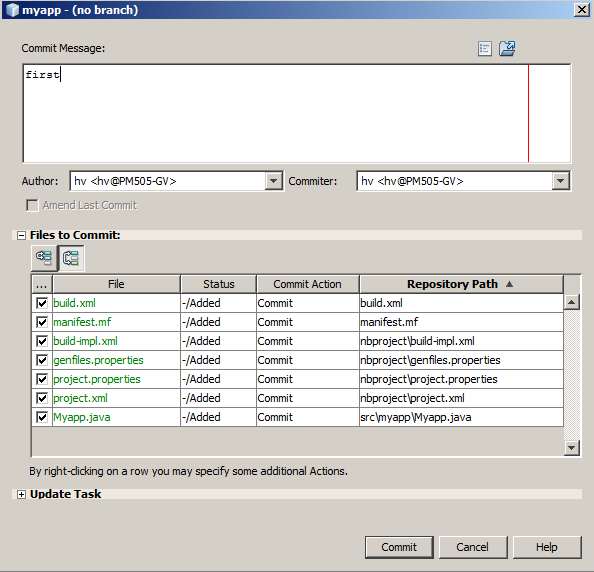 myapp - (no branch)
Commit Message:
first
Author: hv <hv@PM505-GV> Commiter: hv <hv@PM505-GV>
Amend Last Commit
Files to Commit:
... File Status Commit Action Repository Path
build.xml -/Added Commit build.xml
manifest.mf -/Added Commit manifest.mf
build-impl.xml -/Added Commit nbproject\build-impl.xml
genfiles.properties -/Added Commit nbproject\genfiles.properties
project.properties -/Added Commit nbproject\project.properties
project.xml -/Added Commit nbproject\project.xml
Myapp.java -/Added Commit src\myapp\Myapp.java
By right-clicking on a row you may specify some additional Actions.
Update Task
Commit Cancel Help